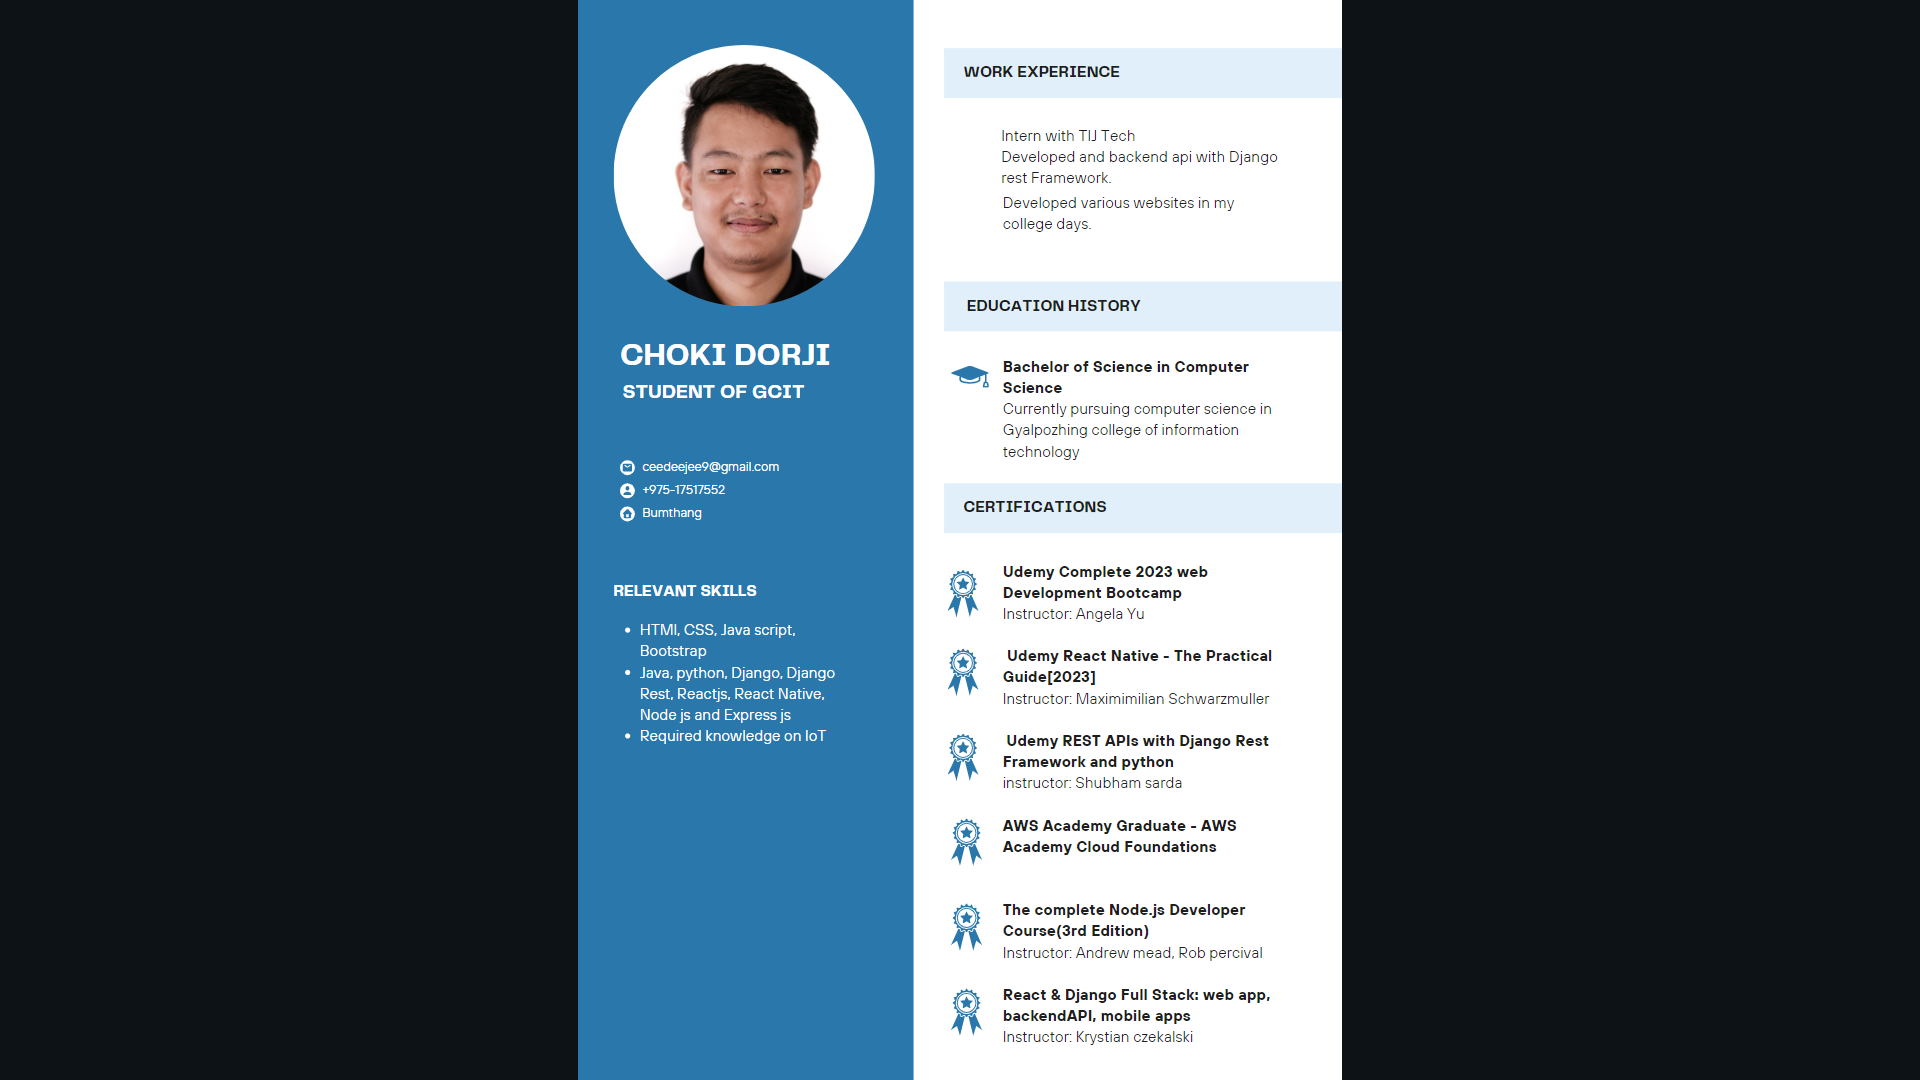 CHOKI DORJI
STUDENT OF GCIT
ceedeejee9@gmail.com
+975-17517552
Bumthang
RELEVANT SKILLS
HTMl, CSS, Java script,
Bootstrap
Java, python, Django, Django
Rest, Reactjs, React Native,
Node js and Express js
Required knowledge on IoT
WORK EXPERIENCE
Intern with TIJ Tech
Developed and backend api with Django
rest Framework.
Developed various websites in my
college days.
EDUCATION HISTORY
Bachelor of Science in Computer
Science
Currently pursuing computer science in
Gyalpozhing college of information
technology
CERTIFICATIONS
Udemy Complete 2023 web
Development Bootcamp
Instructor: Angela Yu
Udemy React Native - The Practical
Guide[2023]
Instructor: Maximimilian Schwarzmuller
Udemy REST APIs with Django Rest
Framework and python
instructor: Shubham sarda
AWS Academy Graduate - AWS
Academy Cloud Foundations
The complete Node.js Developer
Course(3rd Edition)
Instructor: Andrew mead, Rob percival
React & Django Full Stack: web app,
backendAPI, mobile apps
Instructor: Krystian czekalski